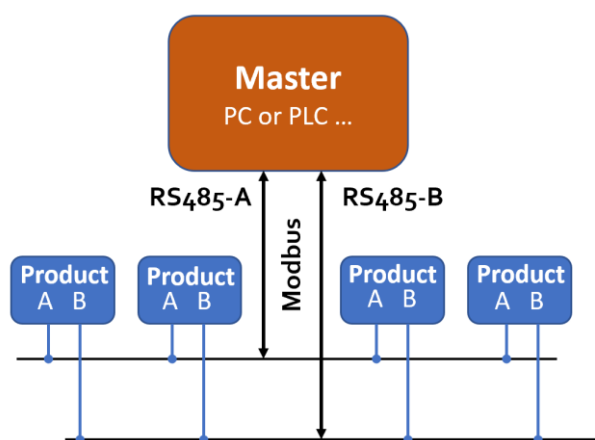 Master
PC or PLC ...
RS485-A
RS485-B
Modbus
Product
A B
Product
A B
Product
A B
Product
A B